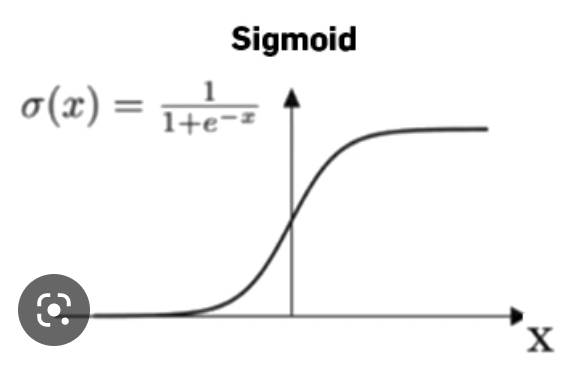 Sigmoid
σ(x) = 1/1+e^−x
X